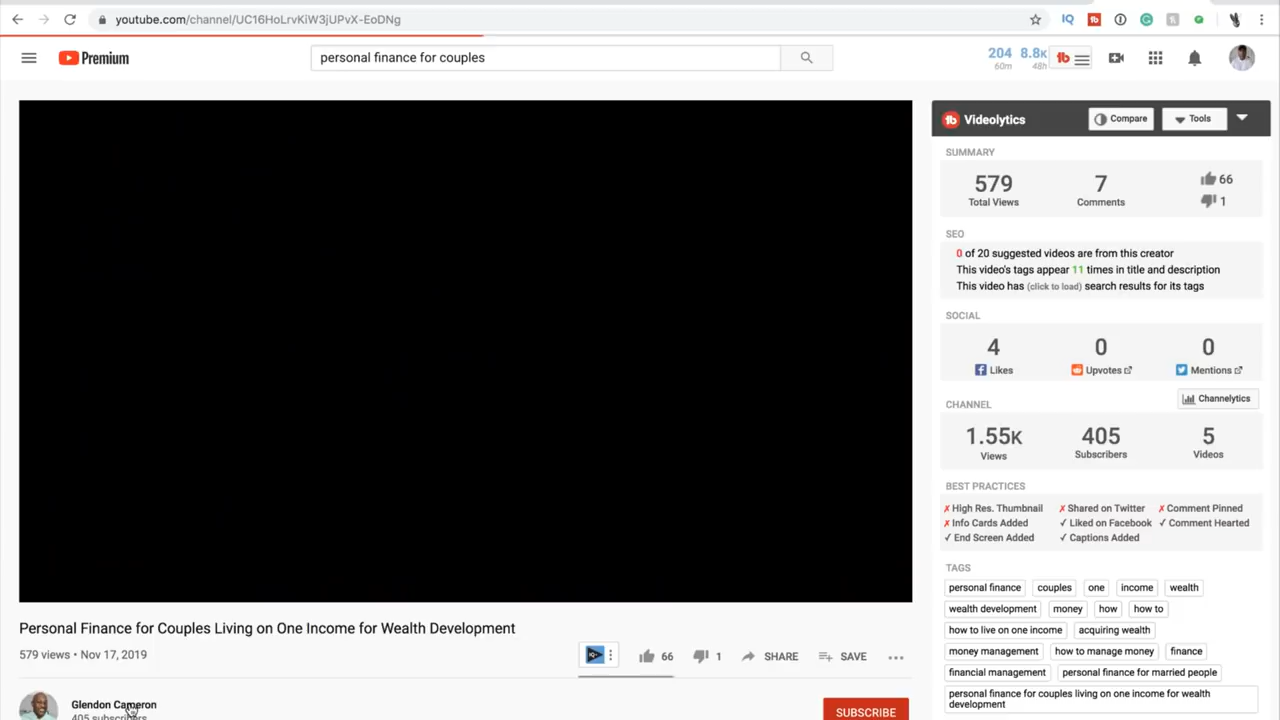 youtube.com/channel/UC16HoLrvKiW3jUPvX-EoDNg
IQ
Premium
personal finance for couples
204 8.8K
60m 48h
tb
tb Videolytics
Compare
Tools
SUMMARY
579
Total Views
7
Comments
66
1
SEO
0 of 20 suggested videos are from this creator
This video's tags appear 11 times in title and description
This video has (click to load) search results for its tags
SOCIAL
4
Likes
0
Upvotes
0
Mentions
CHANNEL
Channelytics
1.55K
Views
405
Subscribers
5
Videos
BEST PRACTICES
✗ High Res. Thumbnail ✗ Shared on Twitter ✗ Comment Pinned
✗ Info Cards Added ✓ Liked on Facebook ✓ Comment Hearted
✓ End Screen Added ✓ Captions Added
TAGS
personal finance couples one income wealth
wealth development money how how to
how to live on one income acquiring wealth
money management how to manage money finance
financial management personal finance for married people
personal finance for couples living on one income for wealth
development
Personal Finance for Couples Living on One Income for Wealth Development
579 views • Nov 17, 2019
66
1
SHARE
SAVE
Glendon Cameron
405 subscribers
SUBSCRIBE